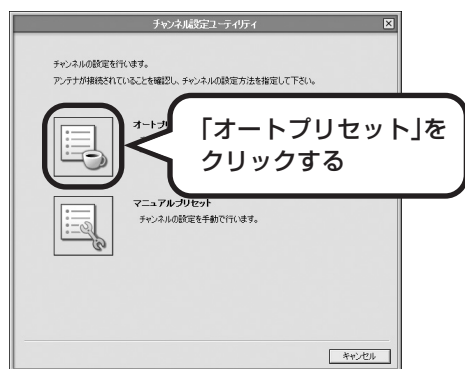 チャンネル設定ユーティリティ
チャンネルの設定を行います。
アンテナが接続されていることを確認し、チャンネルの設定方法を指定して下さい。
オートプ
「オートプリセット」を
クリックする
マニュアルプリセット
チャンネルの設定を手動で行います。
キャンセル